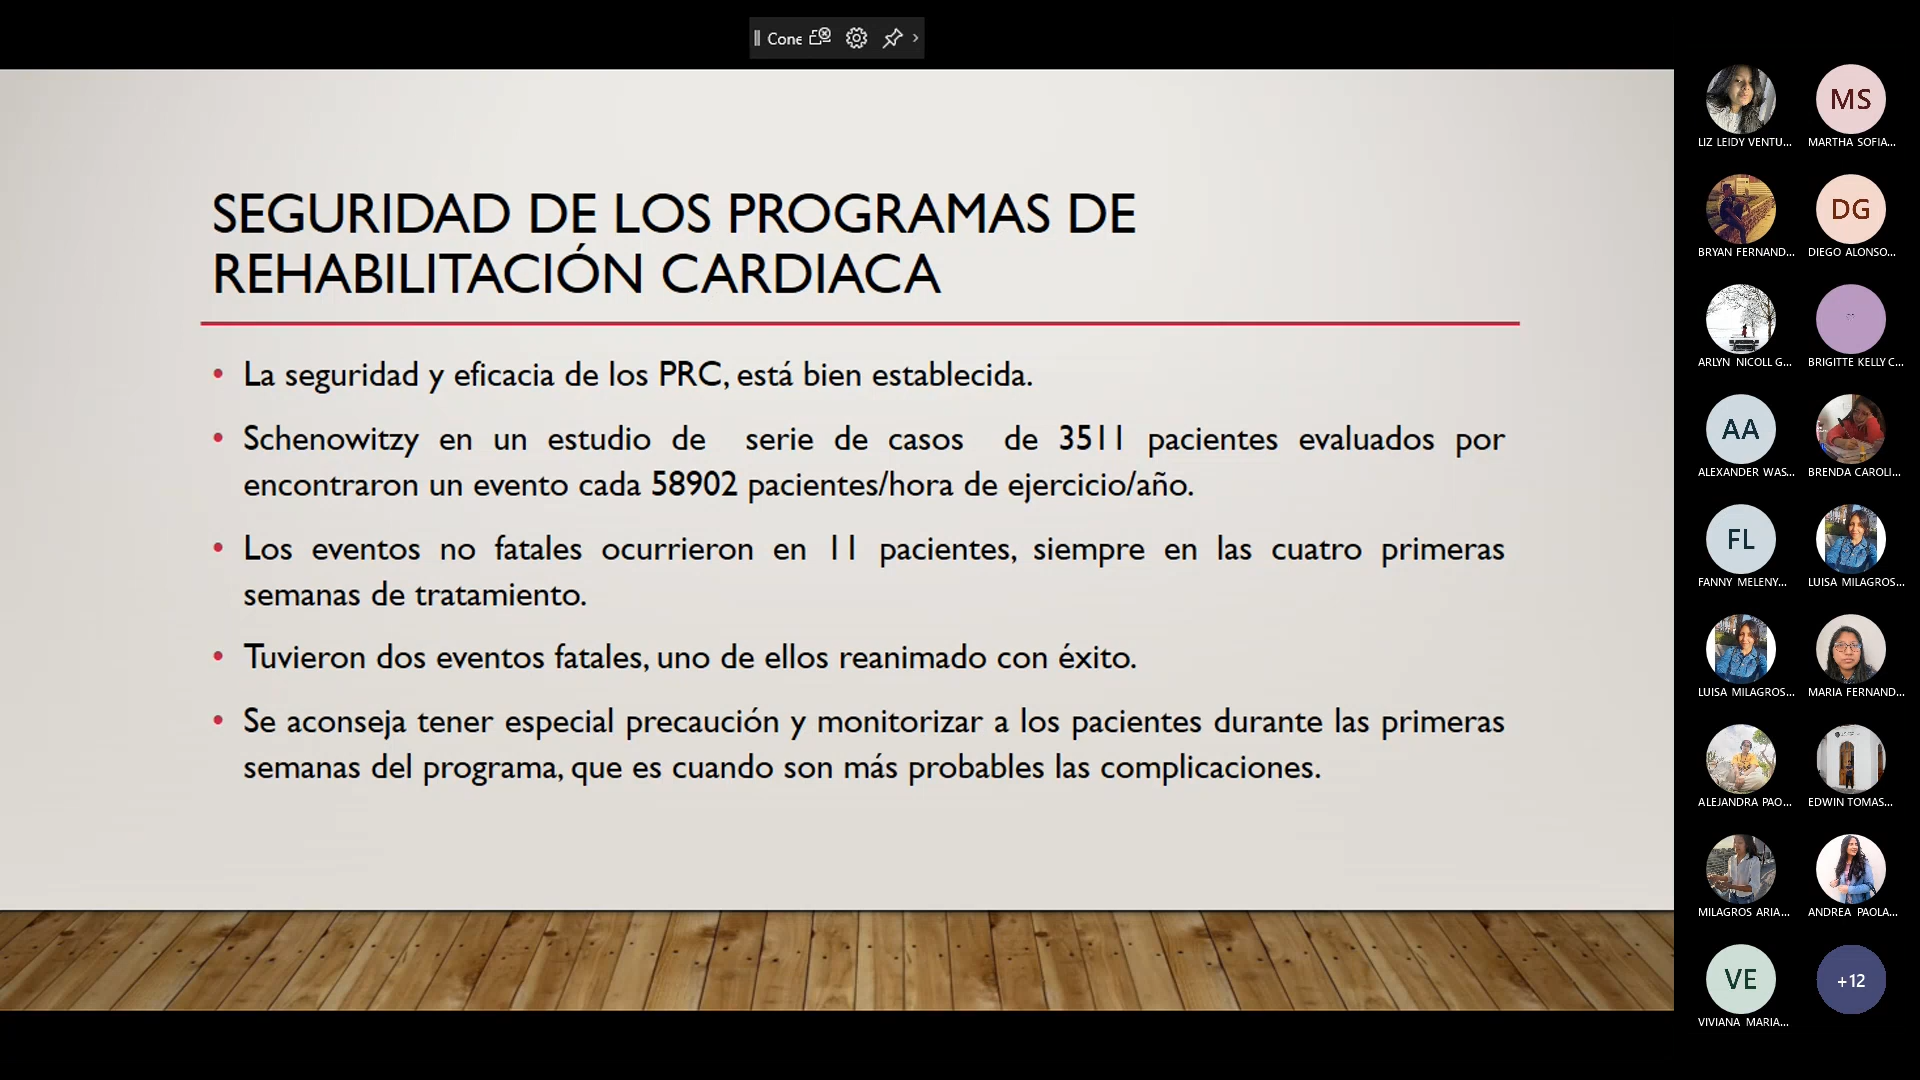 Cone
SEGURIDAD DE LOS PROGRAMAS DE
REHABILITACIÓN CARDIACA
• La seguridad y eficacia de los PRC, está bien establecida.
• Schenowitzy en un estudio de serie de casos de 3511 pacientes evaluados por
encontraron un evento cada 58902 pacientes/hora de ejercicio/año.
• Los eventos no fatales ocurrieron en 11 pacientes, siempre en las cuatro primeras
semanas de tratamiento.
• Tuvieron dos eventos fatales, uno de ellos reanimado con éxito.
• Se aconseja tener especial precaución y monitorizar a los pacientes durante las primeras
semanas del programa, que es cuando son más probables las complicaciones.
LIZ LEIDY VENTU...
MS
MARTHA SOFIA...
BRYAN FERNAND...
DG
DIEGO ALONSO...
ARLYN NICOLL G...
BRIGITTE KELLY C...
AA
ALEXANDER WAS...
BRENDA CAROLI...
FL
FANNY MELENY...
LUISA MILAGROS...
LUISA MILAGROS...
MARIA FERNAND...
ALEJANDRA PAO...
EDWIN TOMAS...
MILAGROS ARIA...
ANDREA PAOLA...
VE
VIVIANA MARIA...
+12